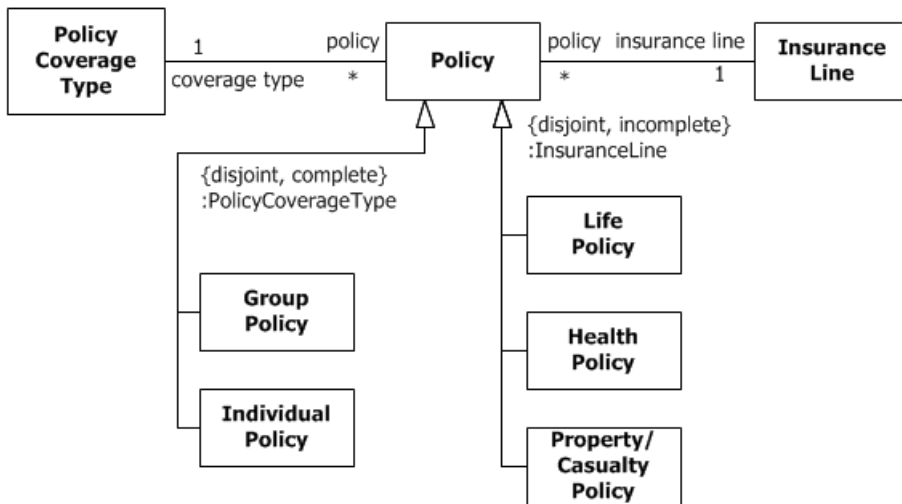 Policy
Coverage
Type
1
policy
coverage type
*
Policy
policy
insurance line
*
1
Insurance
Line
{disjoint, complete}
:PolicyCoverageType
{disjoint, incomplete}
:InsuranceLine
Group
Policy
Individual
Policy
Life
Policy
Health
Policy
Property/
Casualty
Policy